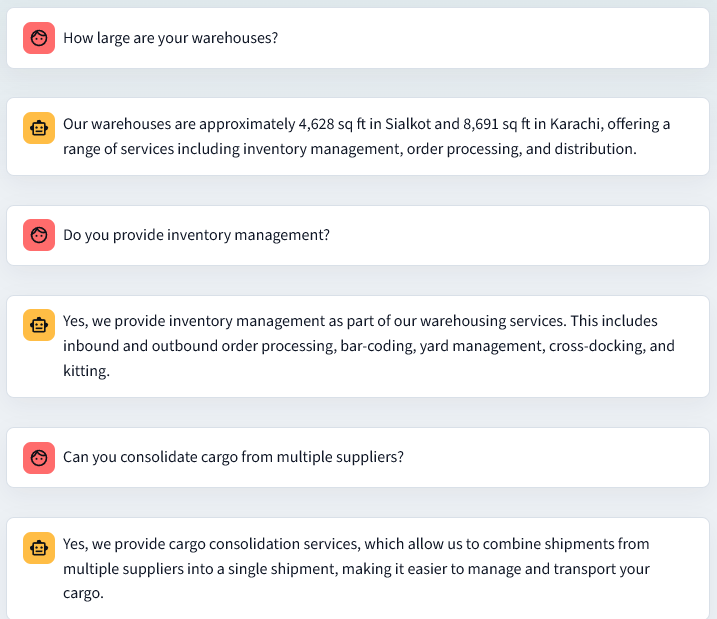 How large are your warehouses?
Our warehouses are approximately 4,628 sq ft in Sialkot and 8,691 sq ft in Karachi, offering a
range of services including inventory management, order processing, and distribution.
Do you provide inventory management?
Yes, we provide inventory management as part of our warehousing services. This includes
inbound and outbound order processing, bar-coding, yard management, cross-docking, and
kitting.
Can you consolidate cargo from multiple suppliers?
Yes, we provide cargo consolidation services, which allow us to combine shipments from
multiple suppliers into a single shipment, making it easier to manage and transport your
cargo.